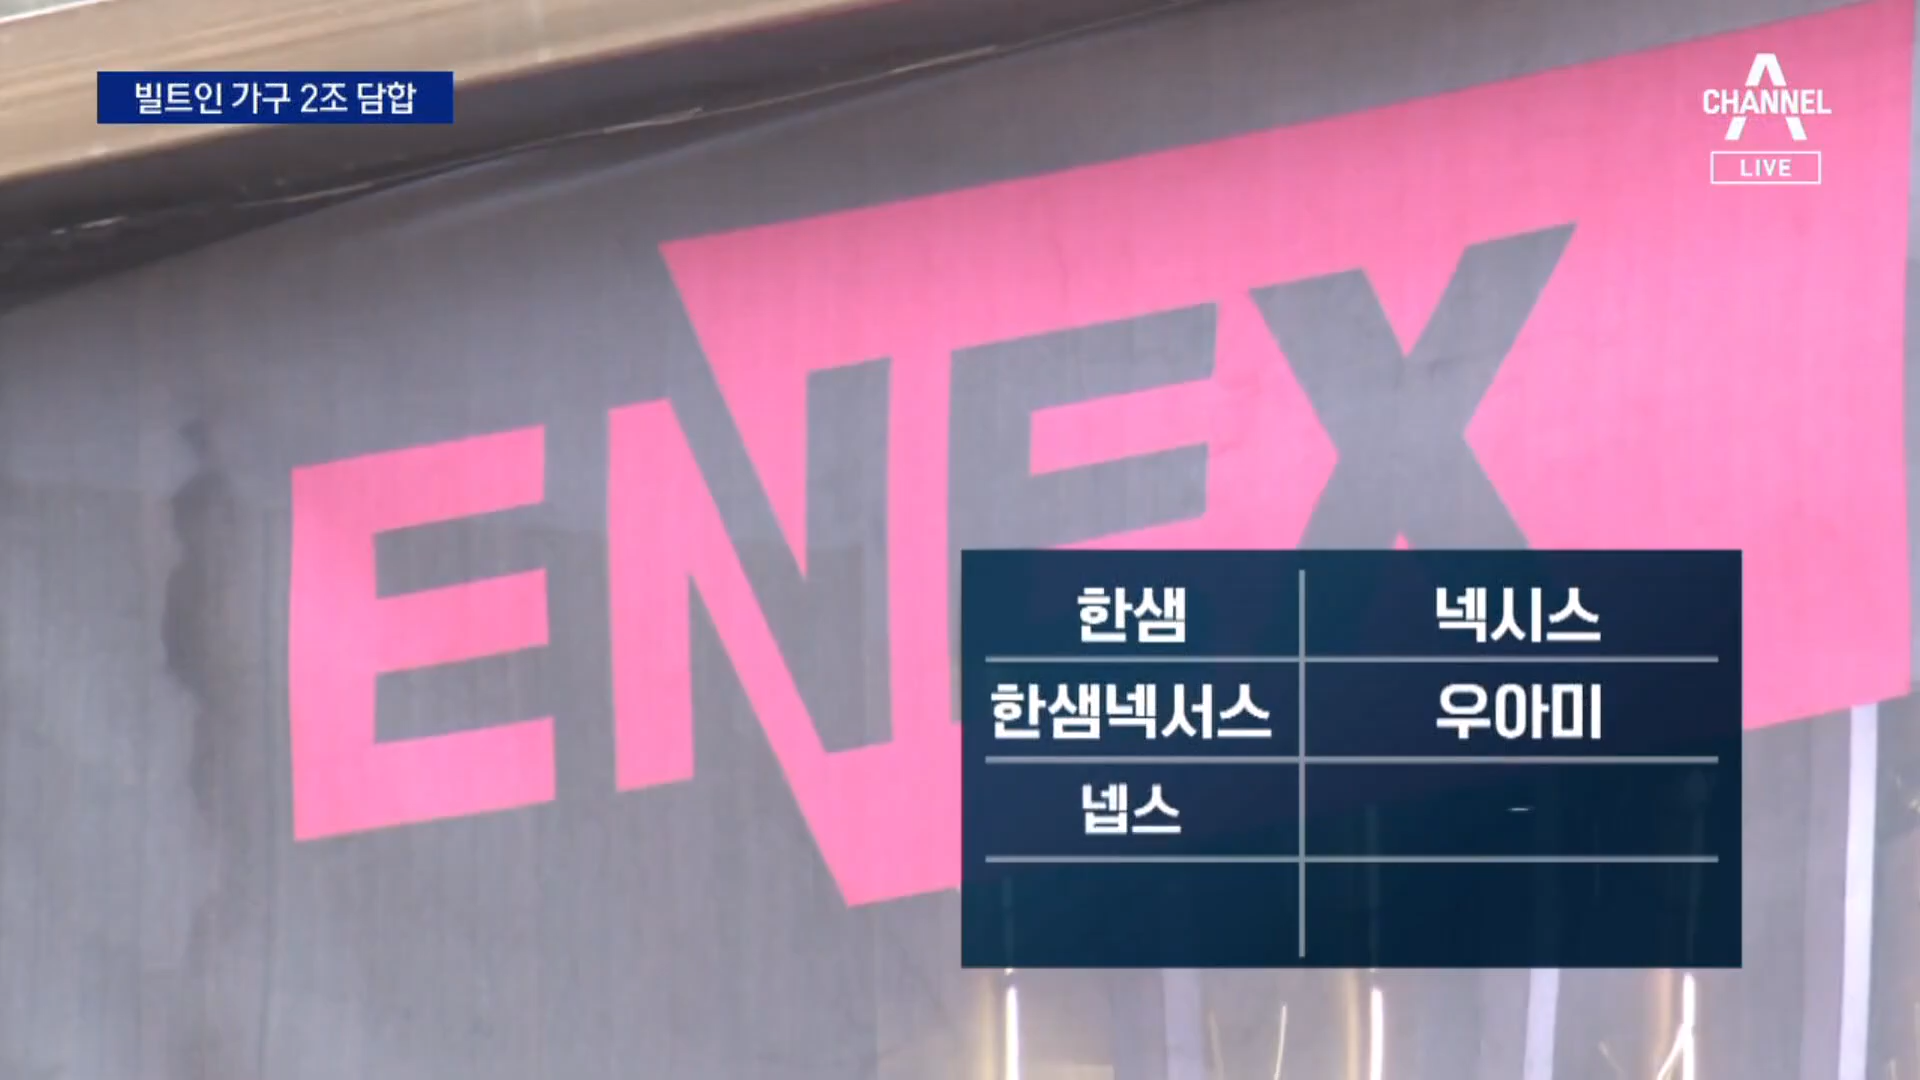 빌트인 가구 2조 담합
CHANNEL A
LIVE
ENEX
한샘 넥시스
한샘넥서스 우아미
넵스